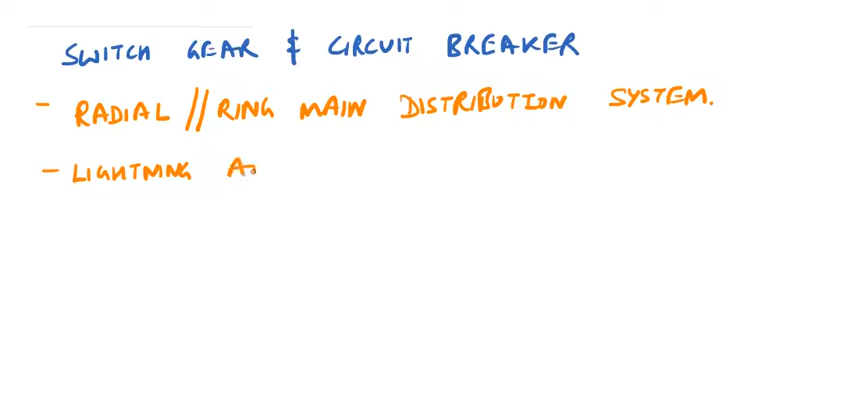 SWITCH GEAR & CIRCUIT BREAKER
- RADIAL // RING MAIN DISTRIBUTION SYSTEM.
- LIGHTNING A